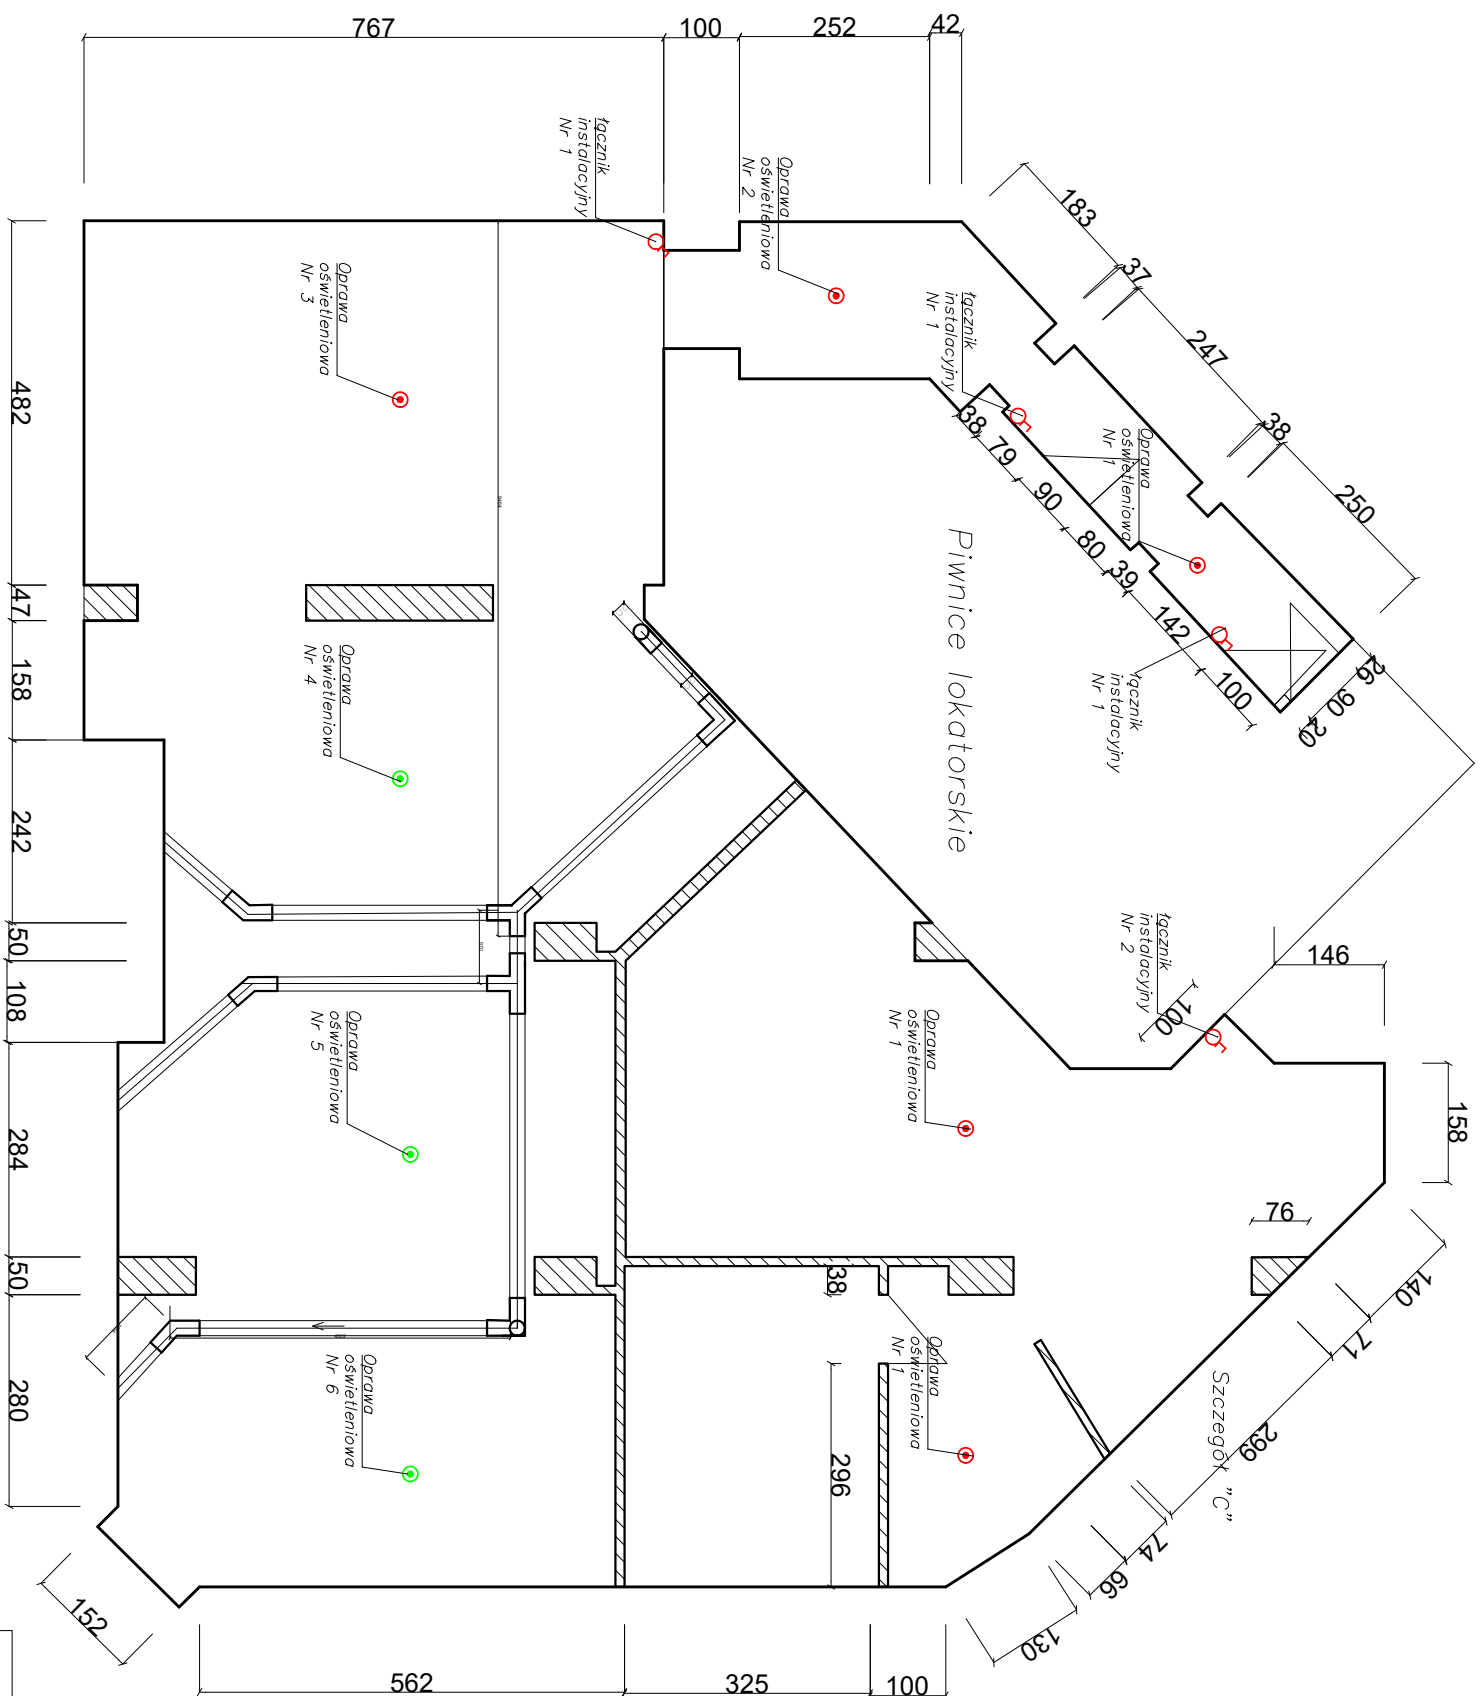 767
100
252
42
łącznik
instalacyjny
Nr 1
Oprawa
oświetleniowa
Nr 2
183
37
247
38
250
Oprawa
oświetleniowa
Nr 3
łącznik
instalacyjny
Nr 1
Oprawa
oświetleniowa
Nr 1
38
79
90
80
39
142
100
26
90
20
482
47
158
242
50
108
284
50
280
Piwnice lokatorskie
Oprawa
oświetleniowa
Nr 4
łącznik
instalacyjny
Nr 1
łącznik
instalacyjny
Nr 2
100
146
158
Oprawa
oświetleniowa
Nr 5
Oprawa
oświetleniowa
Nr 1
76
38
140
71
299
74
66
130
Szczegół "C"
Oprawa
oświetleniowa
Nr 6
Oprawa
oświetleniowa
Nr 1
296
152
562
325
100